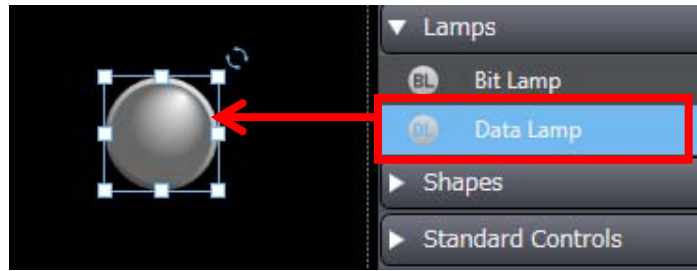 Lamps
BL Bit Lamp
DL Data Lamp
Shapes
Standard Controls